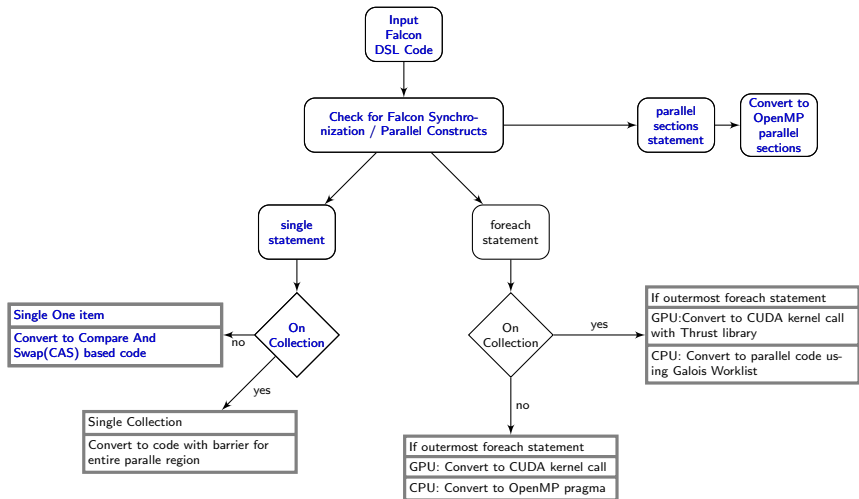 Input
Falcon
DSL Code
Check for Falcon Synchro-
nization / Parallel Constructs
parallel
sections
statement
Convert to
OpenMP
parallel
sections
single
statement
foreach
statement
On
Collection
no
yes
Single One item
Convert to Compare And
Swap(CAS) based code
Single Collection
Convert to code with barrier for
entire paralle region
On
Collection
yes
no
If outermost foreach statement
GPU:Convert to CUDA kernel call
with Thrust library
CPU: Convert to parallel code us-
ing Galois Worklist
If outermost foreach statement
GPU: Convert to CUDA kernel call
CPU: Convert to OpenMP pragma